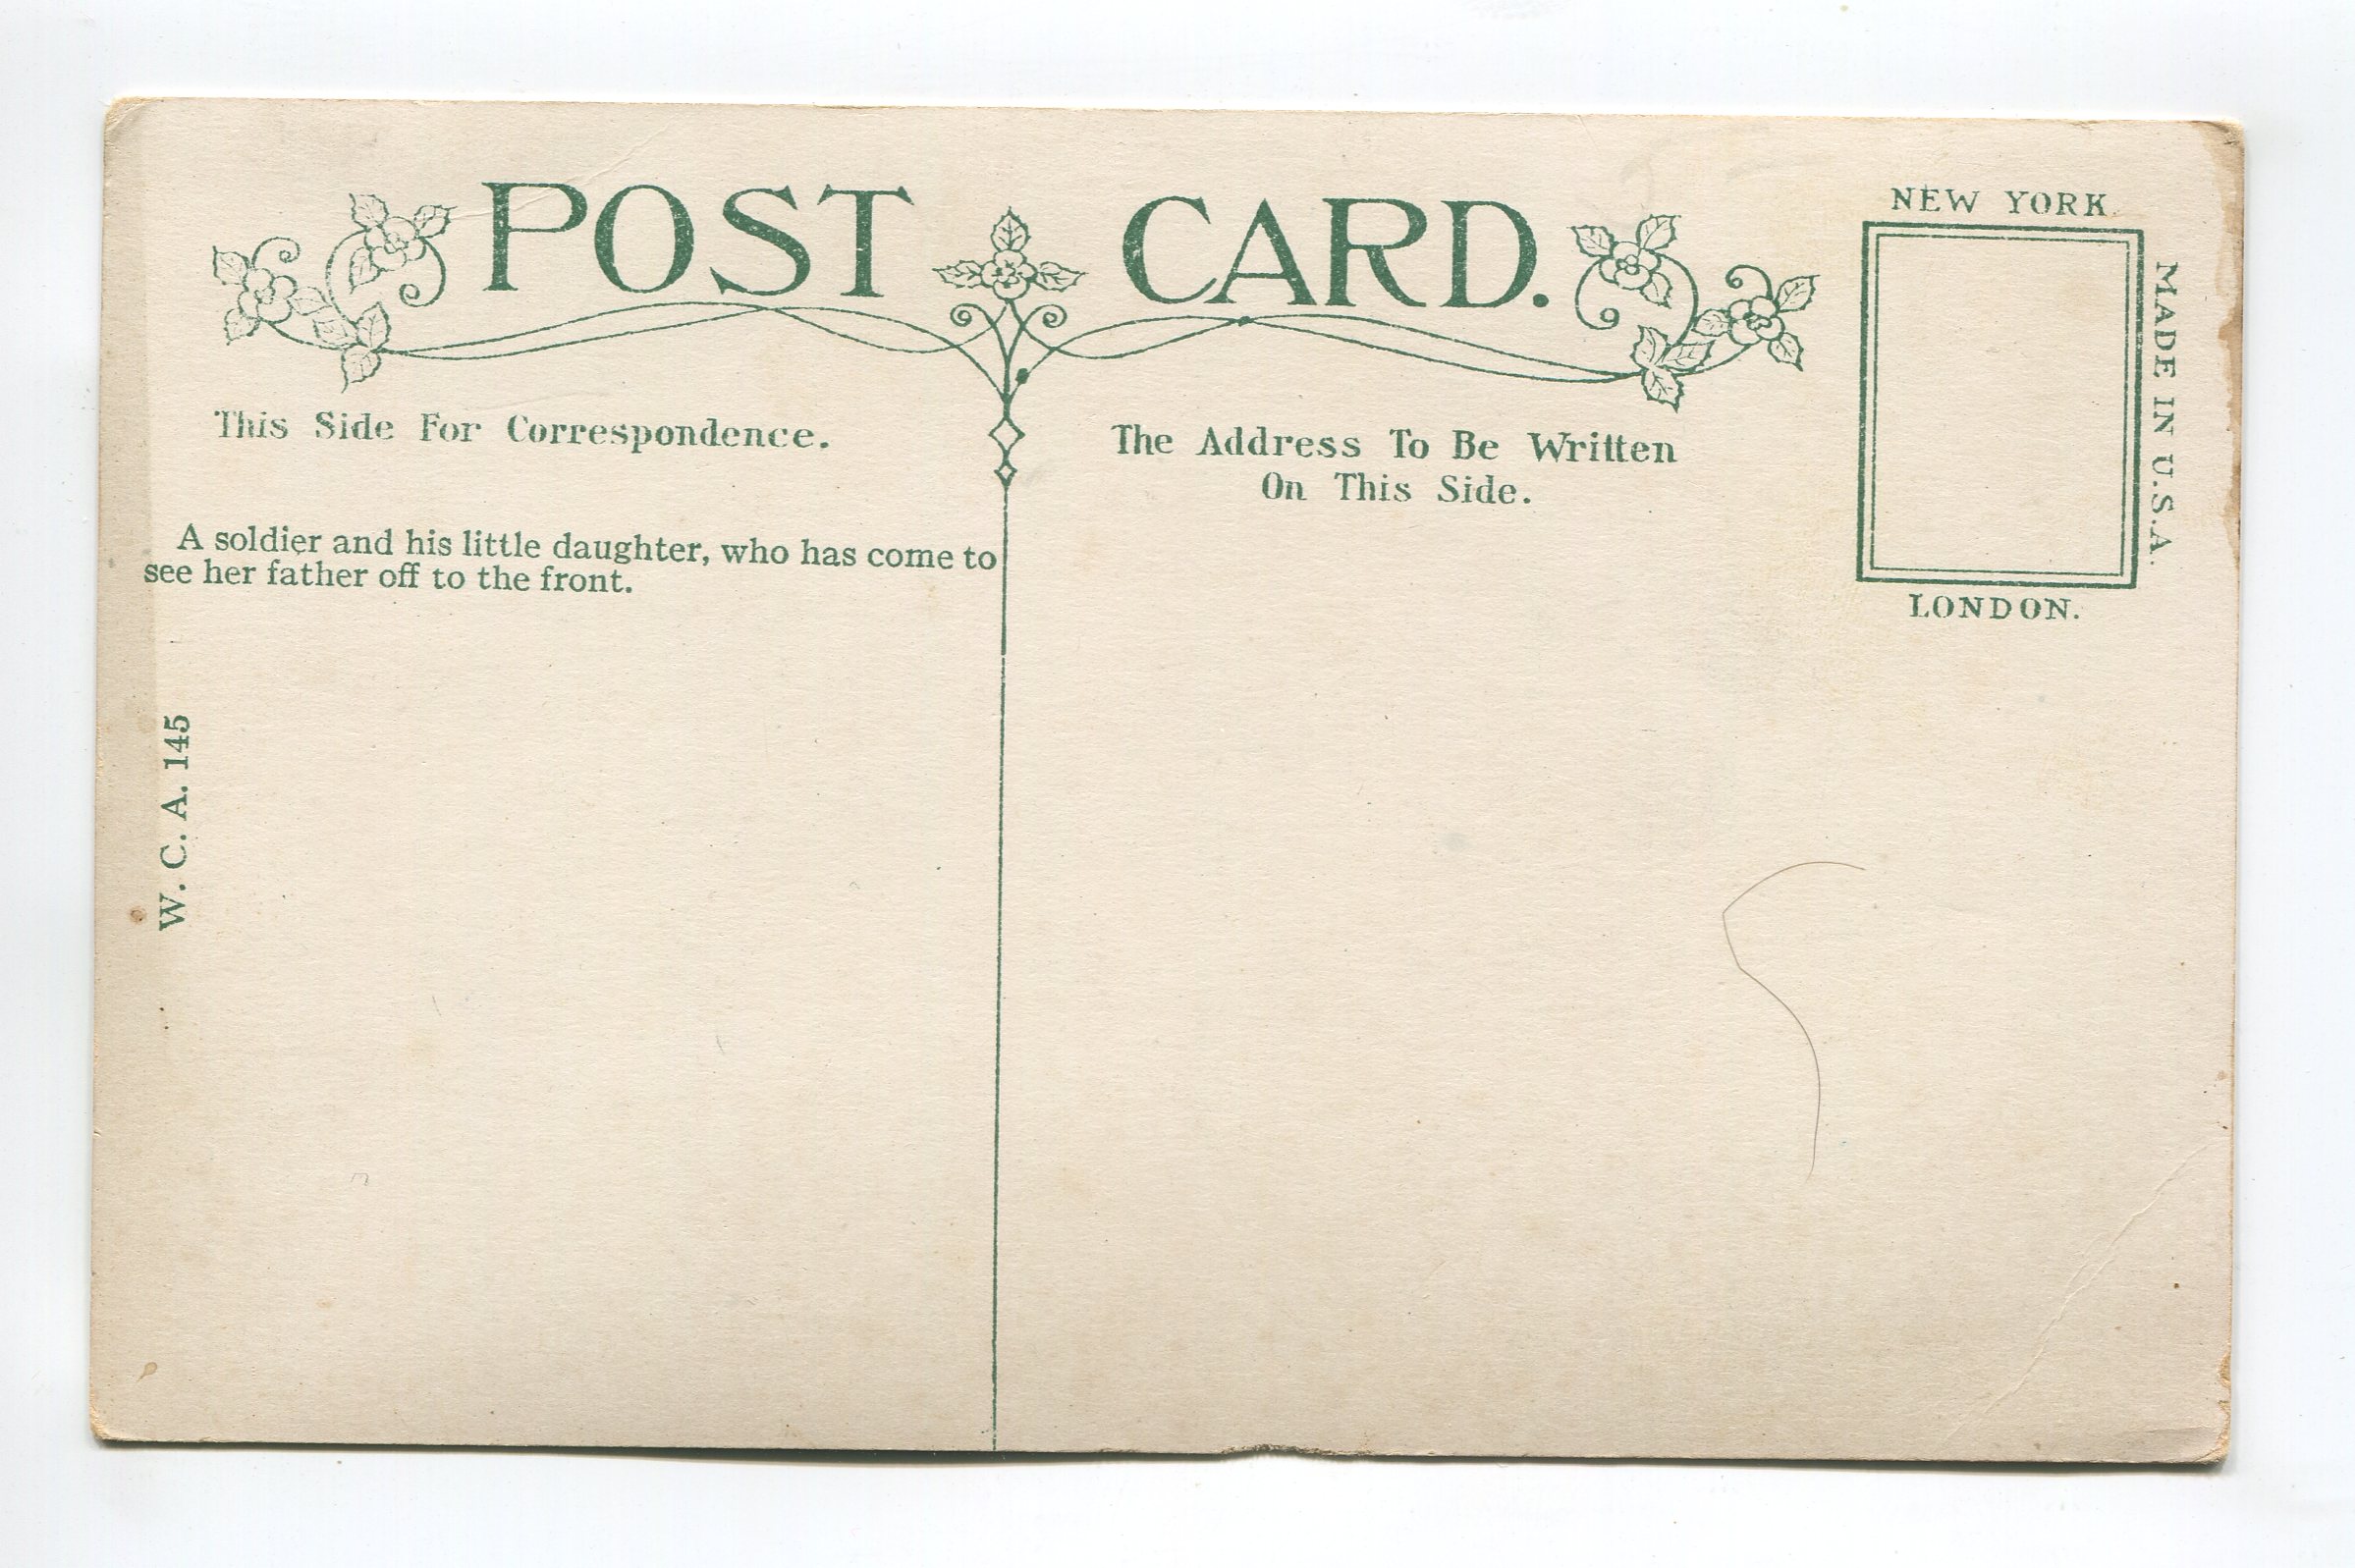 POST CARD.
NEW YORK.
MADE IN U.S.A.
LONDON.
This Side For Correspondence.
The Address To Be Written
On This Side.
A soldier and his little daughter, who has come to
see her father off to the front.
W. C. A. 145